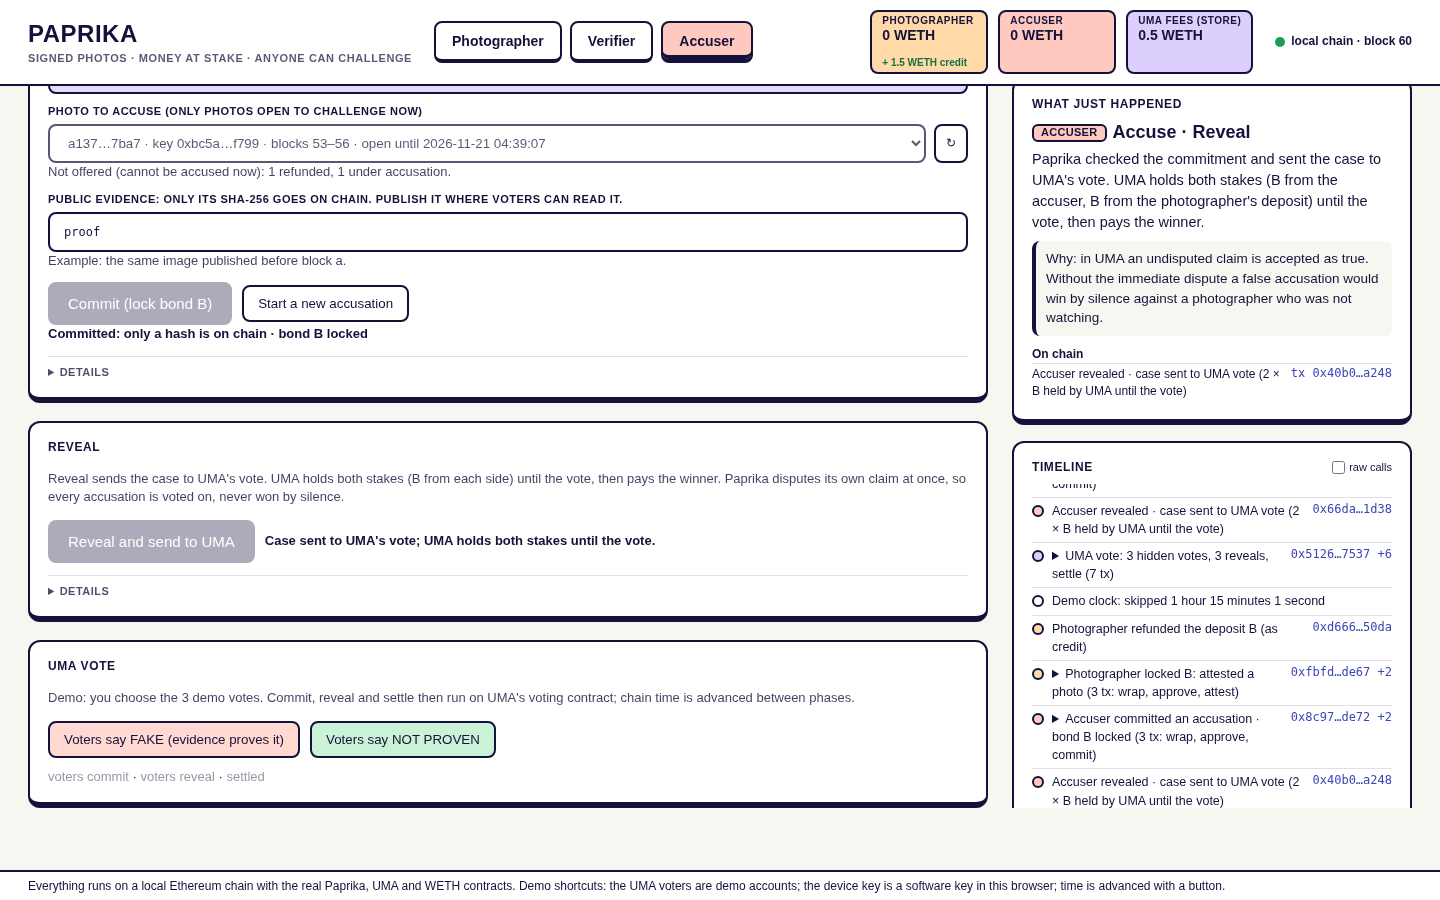 PAPRIKA
SIGNED PHOTOS · MONEY AT STAKE · ANYONE CAN CHALLENGE
Photographer
Verifier
Accuser
PHOTOGRAPHER
0 WETH
+ 1.5 WETH credit
ACCUSER
0 WETH
UMA FEES (STORE)
0.5 WETH
local chain · block 60
PHOTO TO ACCUSE (ONLY PHOTOS OPEN TO CHALLENGE NOW)
a137…7ba7 · key 0xbc5a…f799 · blocks 53–56 · open until 2026-11-21 04:39:07
↻
Not offered (cannot be accused now): 1 refunded, 1 under accusation.
PUBLIC EVIDENCE: ONLY ITS SHA-256 GOES ON CHAIN. PUBLISH IT WHERE VOTERS CAN READ IT.
proof
Example: the same image published before block a.
Commit (lock bond B)
Start a new accusation
Committed: only a hash is on chain · bond B locked
▶ DETAILS
REVEAL
Reveal sends the case to UMA's vote. UMA holds both stakes (B from each side) until the vote, then pays the winner. Paprika disputes its own claim at once, so
every accusation is voted on, never won by silence.
Reveal and send to UMA
Case sent to UMA's vote; UMA holds both stakes until the vote.
▶ DETAILS
UMA VOTE
Demo: you choose the 3 demo votes. Commit, reveal and settle then run on UMA's voting contract; chain time is advanced between phases.
Voters say FAKE (evidence proves it)
Voters say NOT PROVEN
voters commit · voters reveal · settled
WHAT JUST HAPPENED
ACCUSER Accuse · Reveal
Paprika checked the commitment and sent the case to
UMA's vote. UMA holds both stakes (B from the
accuser, B from the photographer's deposit) until the
vote, then pays the winner.
Why: in UMA an undisputed claim is accepted as true.
Without the immediate dispute a false accusation would
win by silence against a photographer who was not
watching.
On chain
Accuser revealed · case sent to UMA vote (2 × tx 0x40b0…a248
B held by UMA until the vote)
TIMELINE
raw calls
commit)
Accuser revealed · case sent to UMA vote (2 0x66da…1d38
× B held by UMA until the vote)
▶ UMA vote: 3 hidden votes, 3 reveals, 0x5126…7537 +6
settle (7 tx)
Demo clock: skipped 1 hour 15 minutes 1 second
Photographer refunded the deposit B (as 0xd666…50da
credit)
▶ Photographer locked B: attested a 0xfbfd…de67 +2
photo (3 tx: wrap, approve, attest)
▶ Accuser committed an accusation · 0x8c97…de72 +2
bond B locked (3 tx: wrap, approve,
commit)
Accuser revealed · case sent to UMA vote (2 0x40b0…a248
× B held by UMA until the vote)
Everything runs on a local Ethereum chain with the real Paprika, UMA and WETH contracts. Demo shortcuts: the UMA voters are demo accounts; the device key is a software key in this browser; time is advanced with a button.